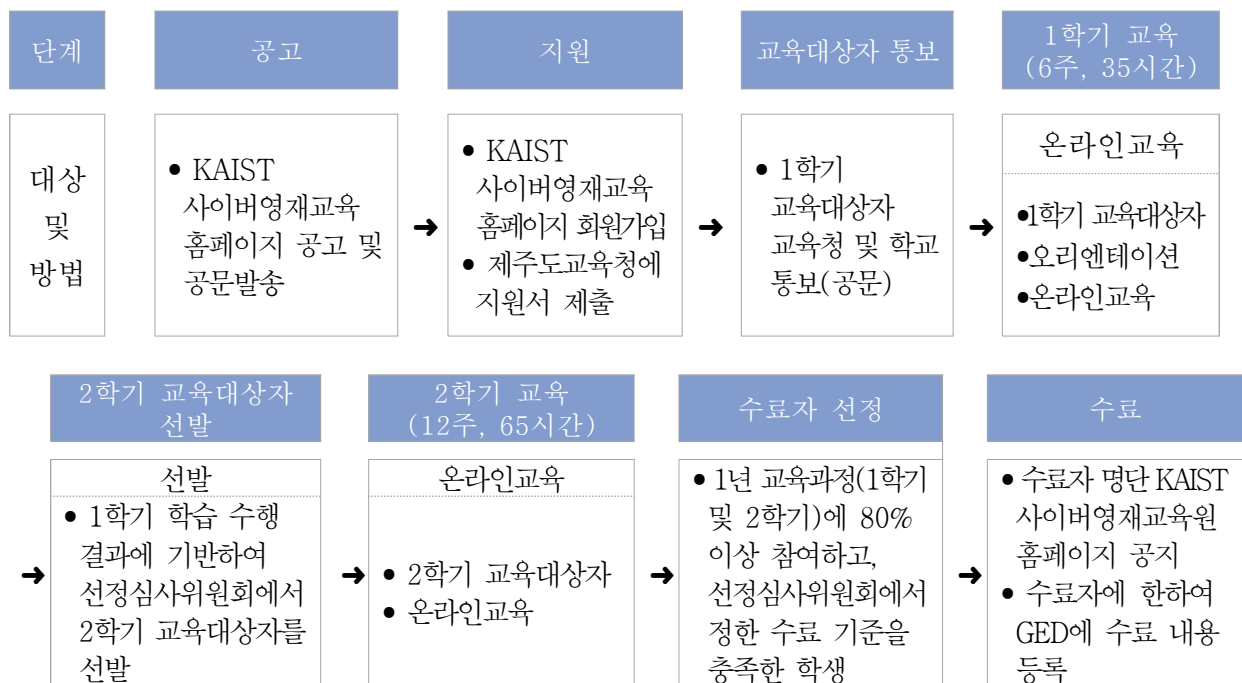 단계
공고
지원
교육대상자 통보
1학기 교육
(6주, 35시간)
대상
및
방법
• KAIST
사이버영재교육
홈페이지 공고 및
공문발송
➜
• KAIST
사이버영재교육
홈페이지 회원가입
• 제주도교육청에
지원서 제출
➜
• 1학기
교육대상자
교육청 및 학교
통보(공문)
➜
온라인교육
•1학기 교육대상자
•오리엔테이션
•온라인교육
2학기 교육대상자
선발
2학기 교육
(12주, 65시간)
수료자 선정
수료
➜
선발
• 1학기 학습 수행
결과에 기반하여
선정심사위원회에서
2학기 교육대상자를
선발
➜
온라인교육
• 2학기 교육대상자
• 온라인교육
➜
• 1년 교육과정(1학기
및 2학기)에 80%
이상 참여하고,
선정심사위원회에서
정한 수료 기준을
충족한 학생
➜
• 수료자 명단 KAIST
사이버영재교육원
홈페이지 공지
• 수료자에 한하여
GED에 수료 내용
등록